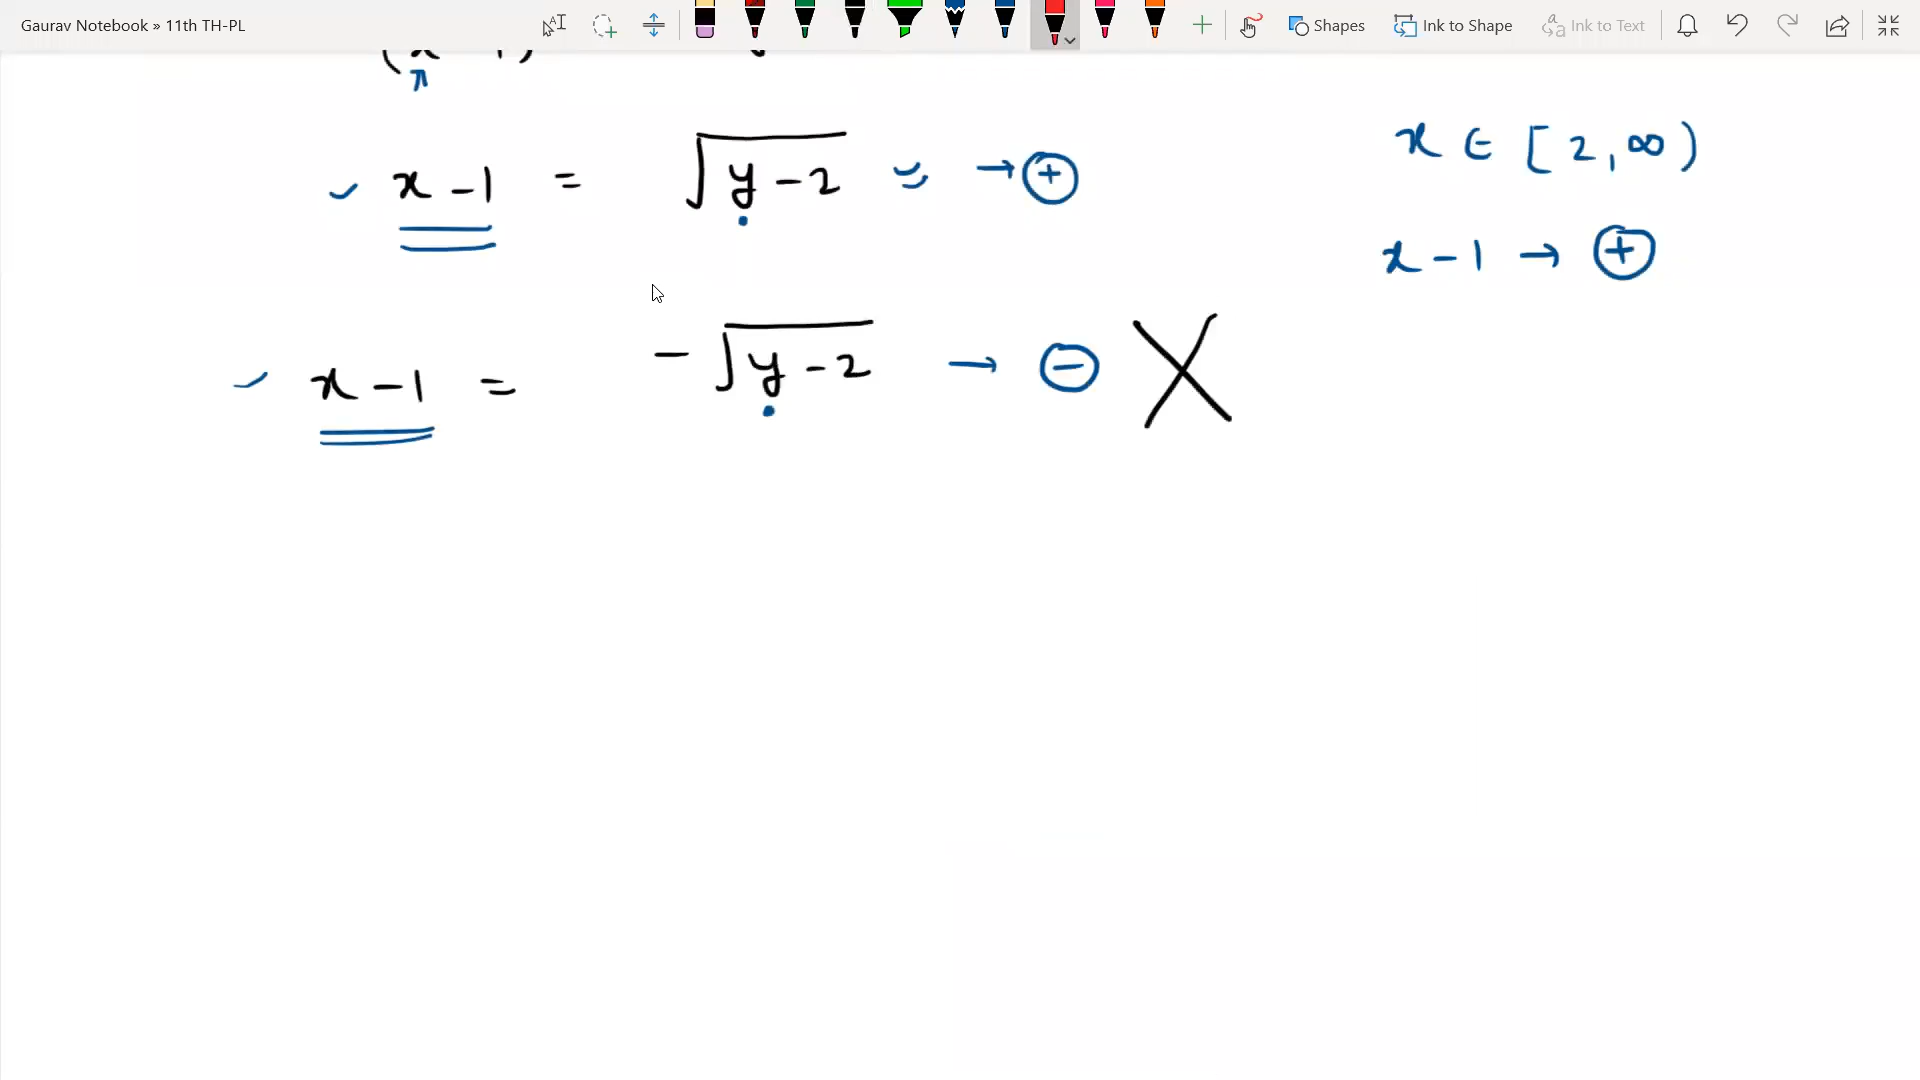 Gaurav Notebook » 11th TH-PL
Shapes
Ink to Shape
Ink to Text
x - 1 = √(y - 2) → ⊕
x ∈ [2, ∞)
x - 1 → ⊕
x - 1 = - √(y - 2) → ⊖ X